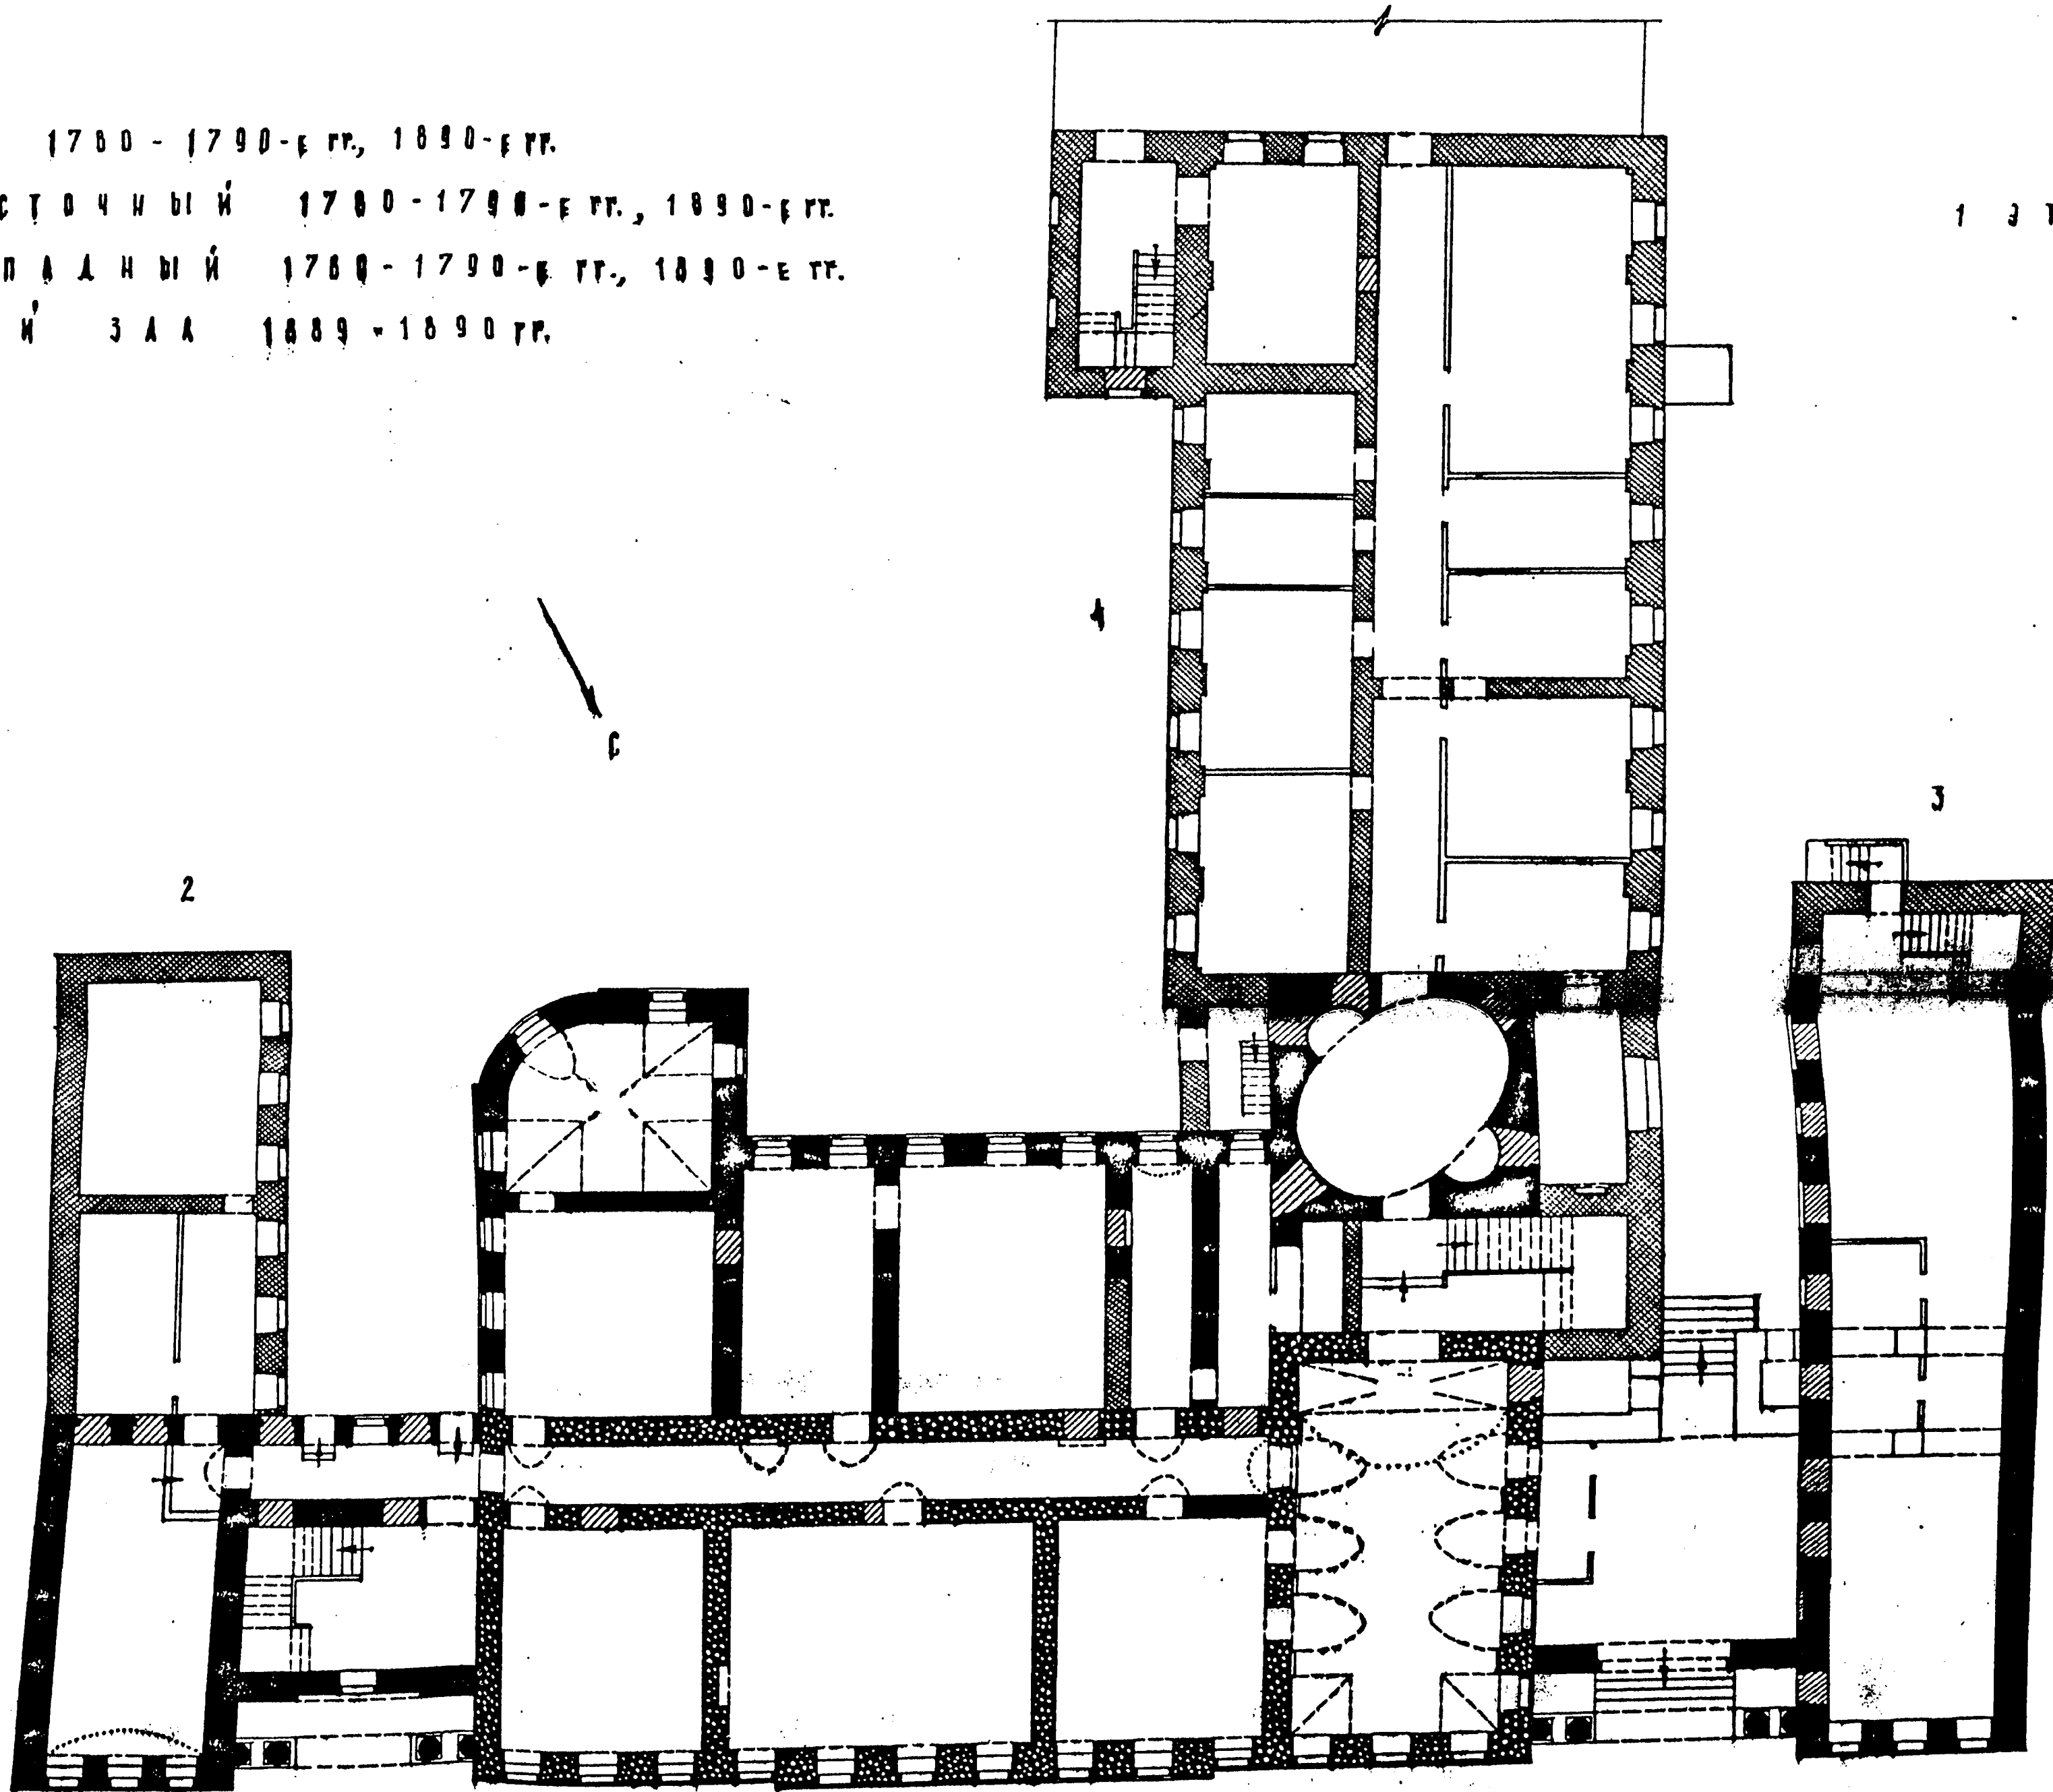 1780-1790-е гг., 1890-е гг.
СТОЧНЫЙ 1780-1790-е гг., 1890-е гг.
ПАДНЫЙ 1780-1790-е гг., 1890-е гг.
Й ЗАЛ 1889-1890 гг.
1 ЭТ
4
С
3
2